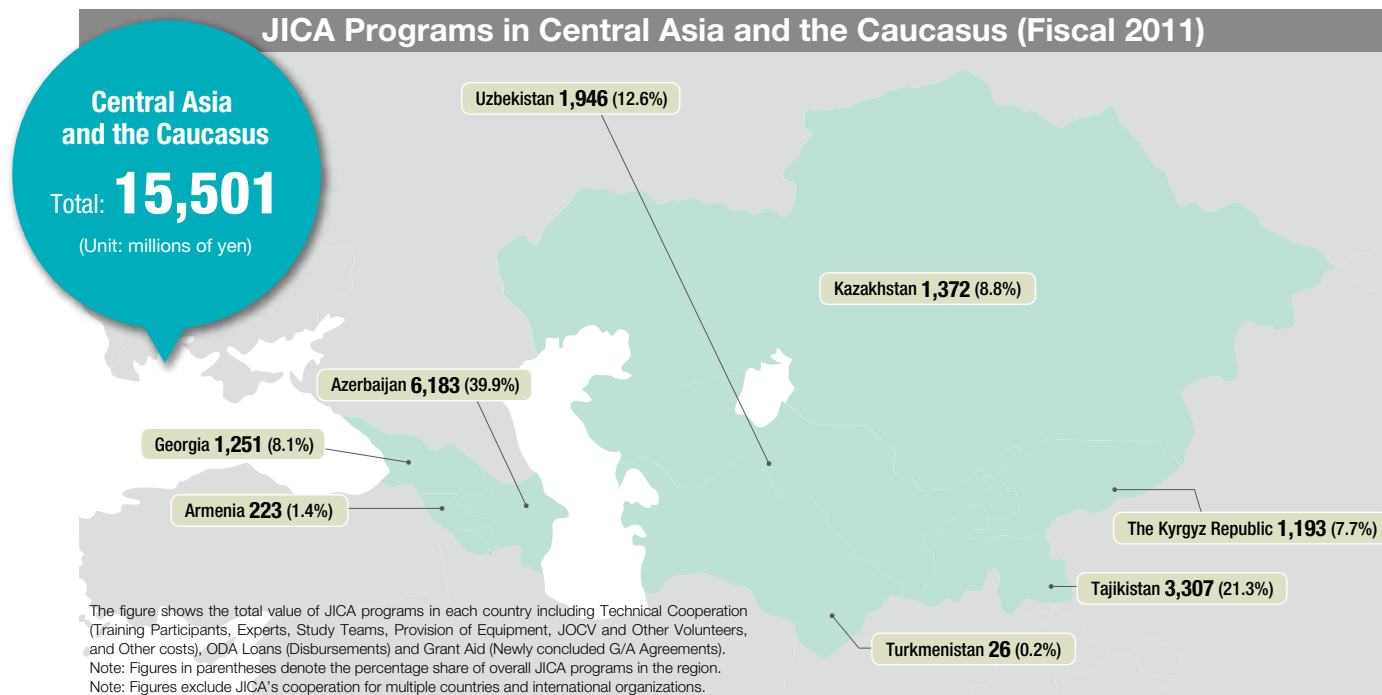 JICA Programs in Central Asia and the Caucasus (Fiscal 2011)
Central Asia
and the Caucasus
Total: 15,501
(Unit: millions of yen)
Uzbekistan 1,946 (12.6%)
Kazakhstan 1,372 (8.8%)
Azerbaijan 6,183 (39.9%)
Georgia 1,251 (8.1%)
Armenia 223 (1.4%)
The Kyrgyz Republic 1,193 (7.7%)
Tajikistan 3,307 (21.3%)
Turkmenistan 26 (0.2%)
The figure shows the total value of JICA programs in each country including Technical Cooperation
(Training Participants, Experts, Study Teams, Provision of Equipment, JOCV and Other Volunteers,
and Other costs), ODA Loans (Disbursements) and Grant Aid (Newly concluded G/A Agreements).
Note: Figures in parentheses denote the percentage share of overall JICA programs in the region.
Note: Figures exclude JICA's cooperation for multiple countries and international organizations.